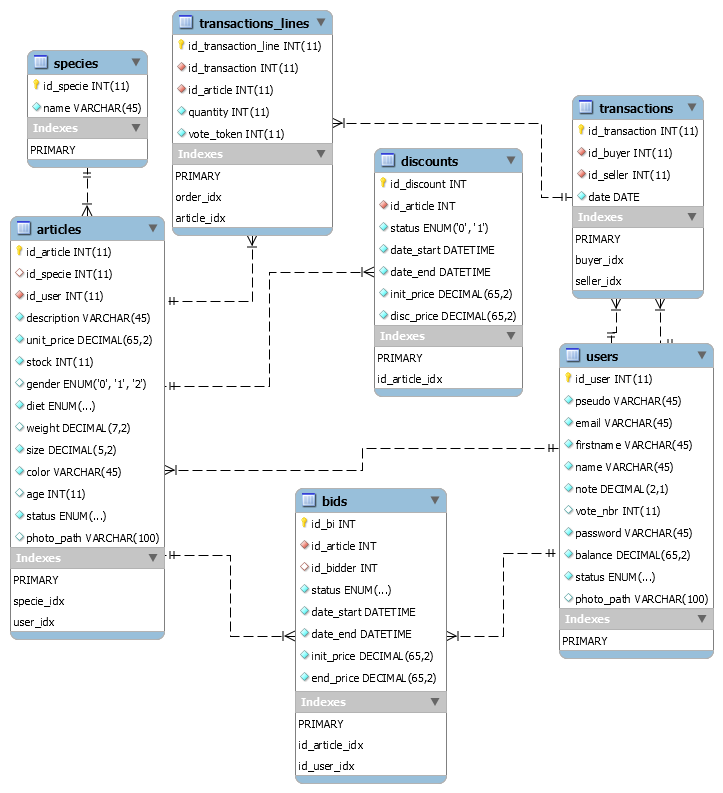 species
id_specie INT(11)
name VARCHAR(45)
Indexes
PRIMARY
transactions_lines
id_transaction_line INT(11)
id_transaction INT(11)
id_article INT(11)
quantity INT(11)
vote_token INT(11)
Indexes
PRIMARY
order_idx
article_idx
transactions
id_transaction INT(11)
id_buyer INT(11)
id_seller INT(11)
date DATE
Indexes
PRIMARY
buyer_idx
seller_idx
discounts
id_discount INT
id_article INT
status ENUM('0', '1')
date_start DATETIME
date_end DATETIME
init_price DECIMAL(65,2)
disc_price DECIMAL(65,2)
Indexes
PRIMARY
id_article_idx
articles
id_article INT(11)
id_specie INT(11)
id_user INT(11)
description VARCHAR(45)
unit_price DECIMAL(65,2)
stock INT(11)
gender ENUM('0', '1', '2')
diet ENUM(...)
weight DECIMAL(7,2)
size DECIMAL(5,2)
color VARCHAR(45)
age INT(11)
status ENUM(...)
photo_path VARCHAR(100)
Indexes
PRIMARY
specie_idx
user_idx
users
id_user INT(11)
pseudo VARCHAR(45)
email VARCHAR(45)
firstname VARCHAR(45)
name VARCHAR(45)
note DECIMAL(2,1)
vote_nbr INT(11)
password VARCHAR(45)
balance DECIMAL(65,2)
status ENUM(...)
photo_path VARCHAR(100)
Indexes
PRIMARY
bids
id_bi INT
id_article INT
id_bidder INT
status ENUM(...)
date_start DATETIME
date_end DATETIME
init_price DECIMAL(65,2)
end_price DECIMAL(65,2)
Indexes
PRIMARY
id_article_idx
id_user_idx